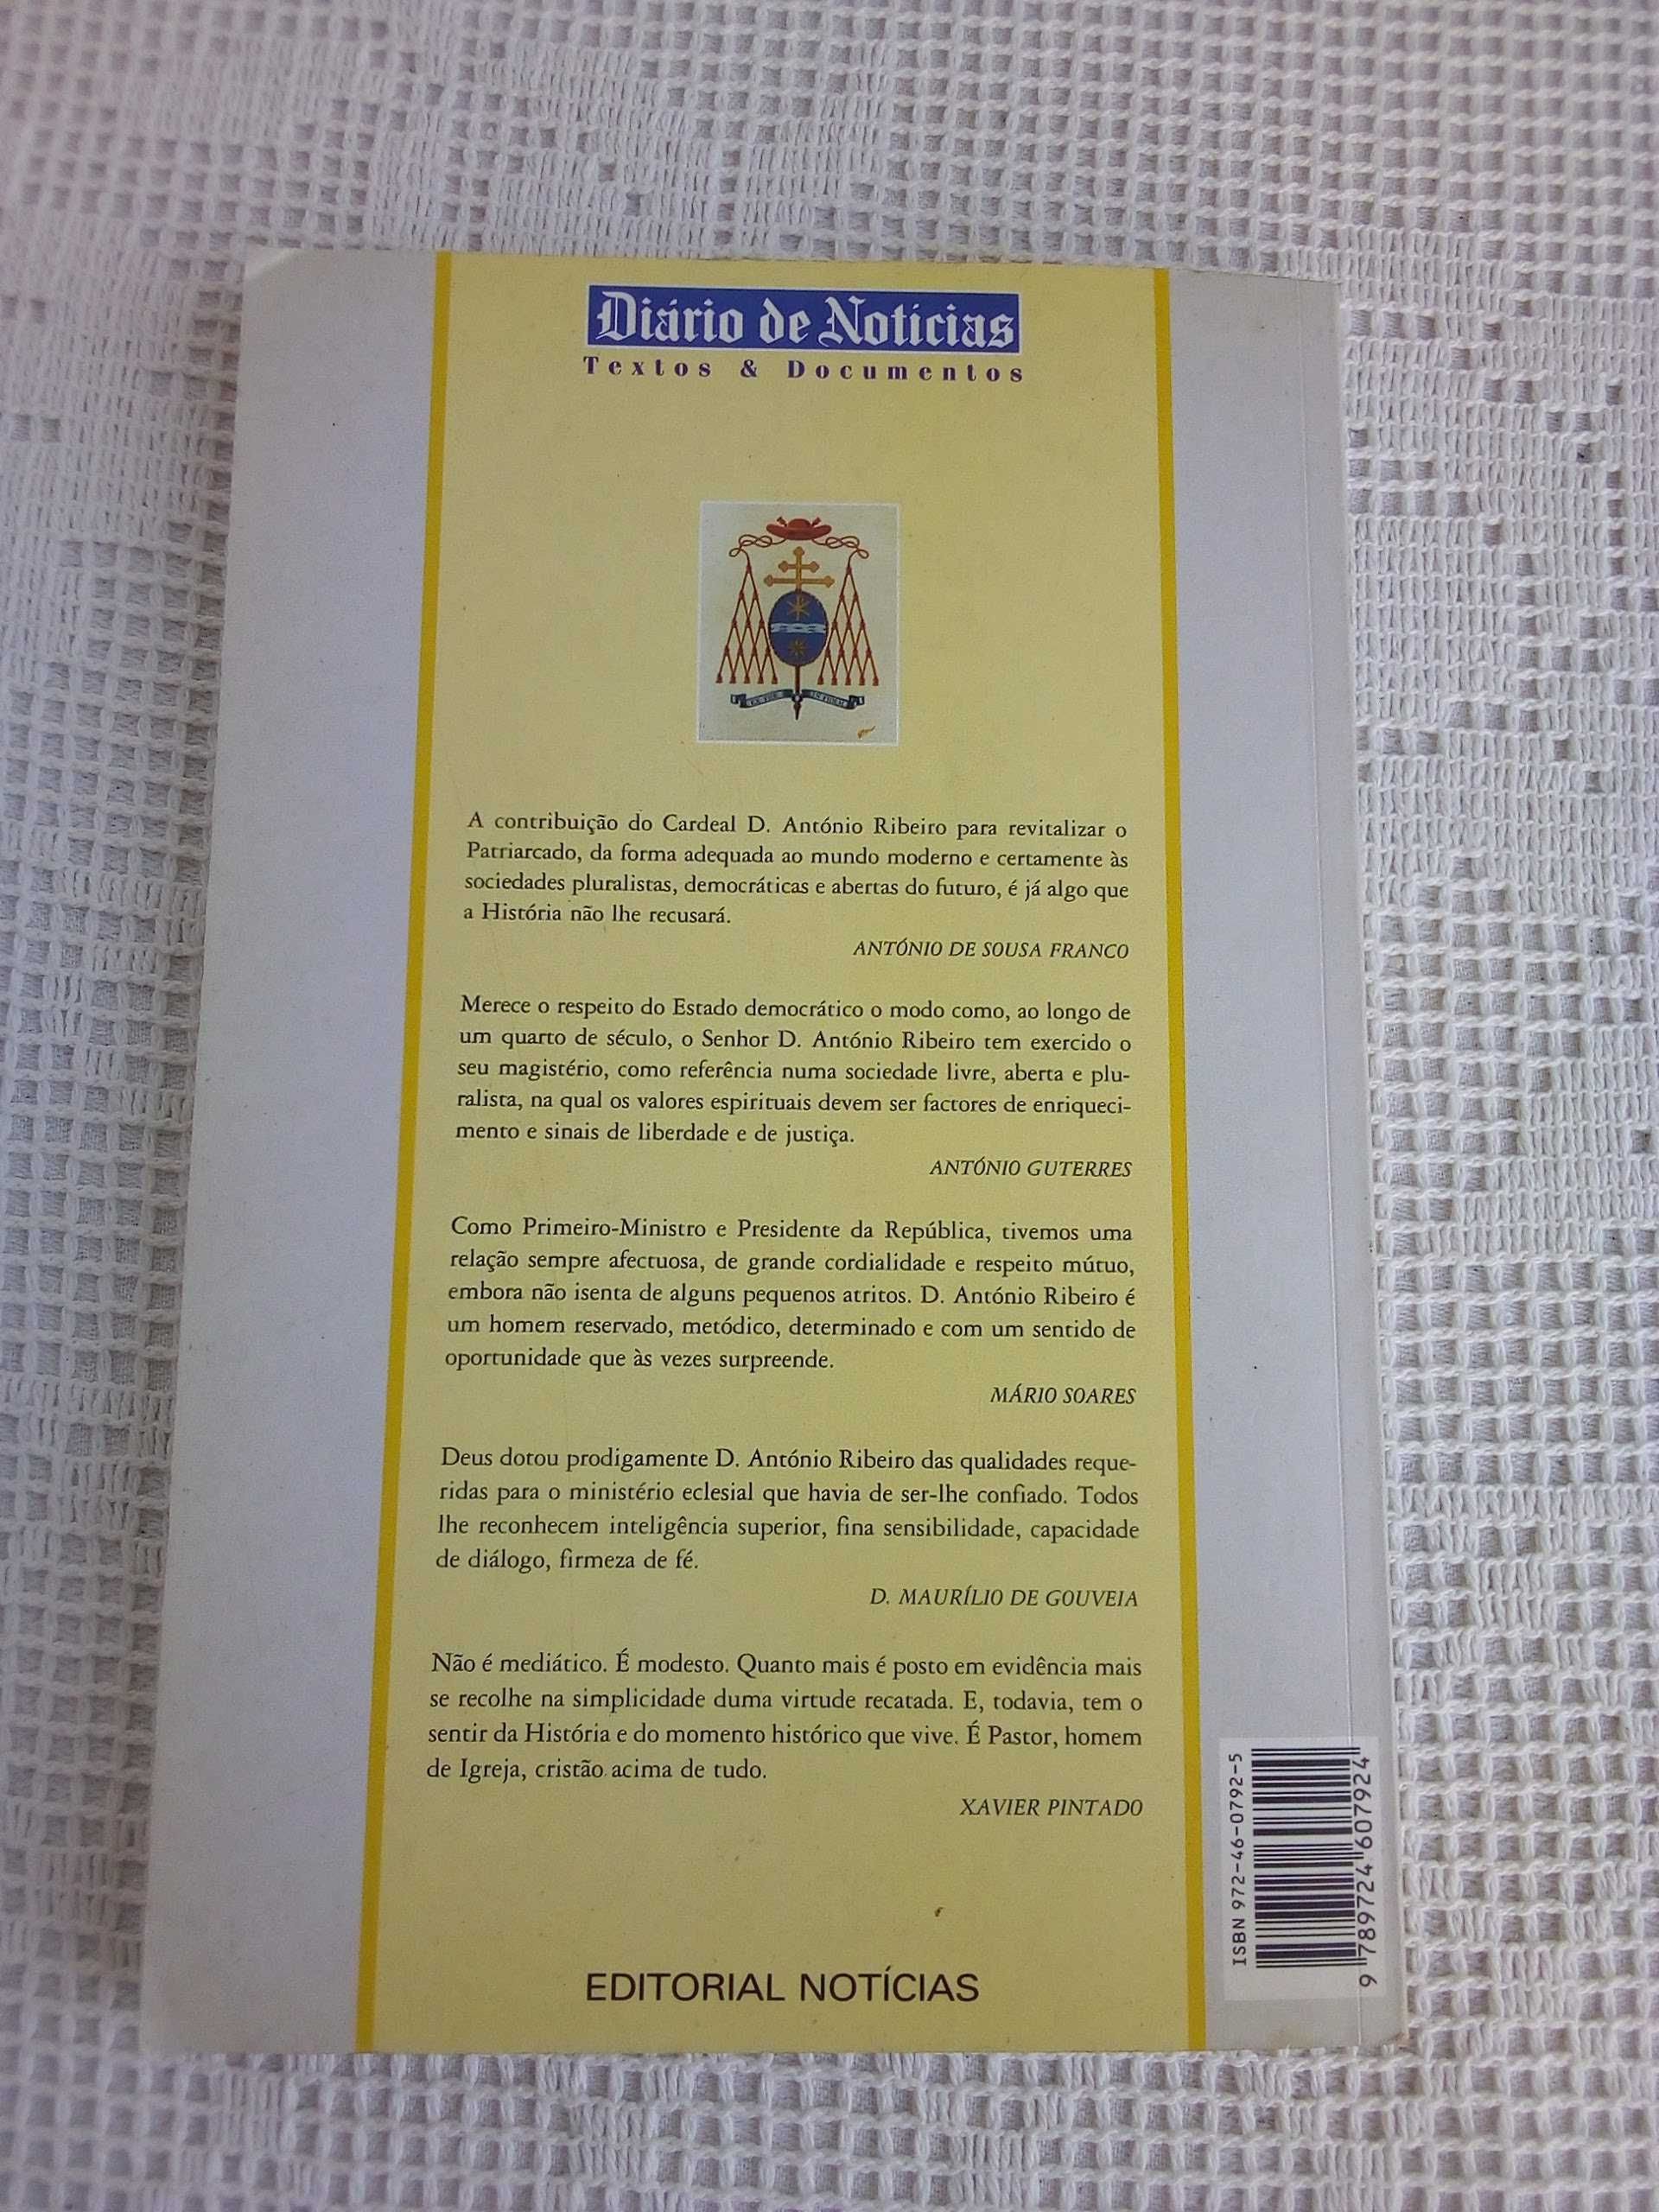 Diário de Notícias
Textos & Documentos
A contribuição do Cardeal D. António Ribeiro para revitalizar o
Patriarcado, da forma adequada ao mundo moderno e certamente às
sociedades pluralistas, democráticas e abertas do futuro, é já algo que
a História não lhe recusará.
ANTÓNIO DE SOUSA FRANCO
Merece o respeito do Estado democrático o modo como, ao longo de
um quarto de século, o Senhor D. António Ribeiro tem exercido o
seu magistério, como referência numa sociedade livre, aberta e plu-
ralista, na qual os valores espirituais devem ser factores de enriqueci-
mento e sinais de liberdade e de justiça.
ANTÓNIO GUTERRES
Como Primeiro-Ministro e Presidente da República, tivemos uma
relação sempre afectuosa, de grande cordialidade e respeito mútuo,
embora não isenta de alguns pequenos atritos. D. António Ribeiro é
um homem reservado, metódico, determinado e com um sentido de
oportunidade que às vezes surpreende.
MÁRIO SOARES
Deus dotou prodigamente D. António Ribeiro das qualidades reque-
ridas para o ministério eclesial que havia de ser-lhe confiado. Todos
lhe reconhecem inteligência superior, fina sensibilidade, capacidade
de diálogo, firmeza de fé.
D. MAURÍLIO DE GOUVEIA
Não é mediático. É modesto. Quanto mais é posto em evidência mais
se recolhe na simplicidade duma virtude recatada. E, todavia, tem o
sentir da História e do momento histórico que vive. É Pastor, homem
de Igreja, cristão acima de tudo.
XAVIER PINTADO
EDITORIAL NOTÍCIAS
ISBN 972-46-0792-5
9 789724 607924